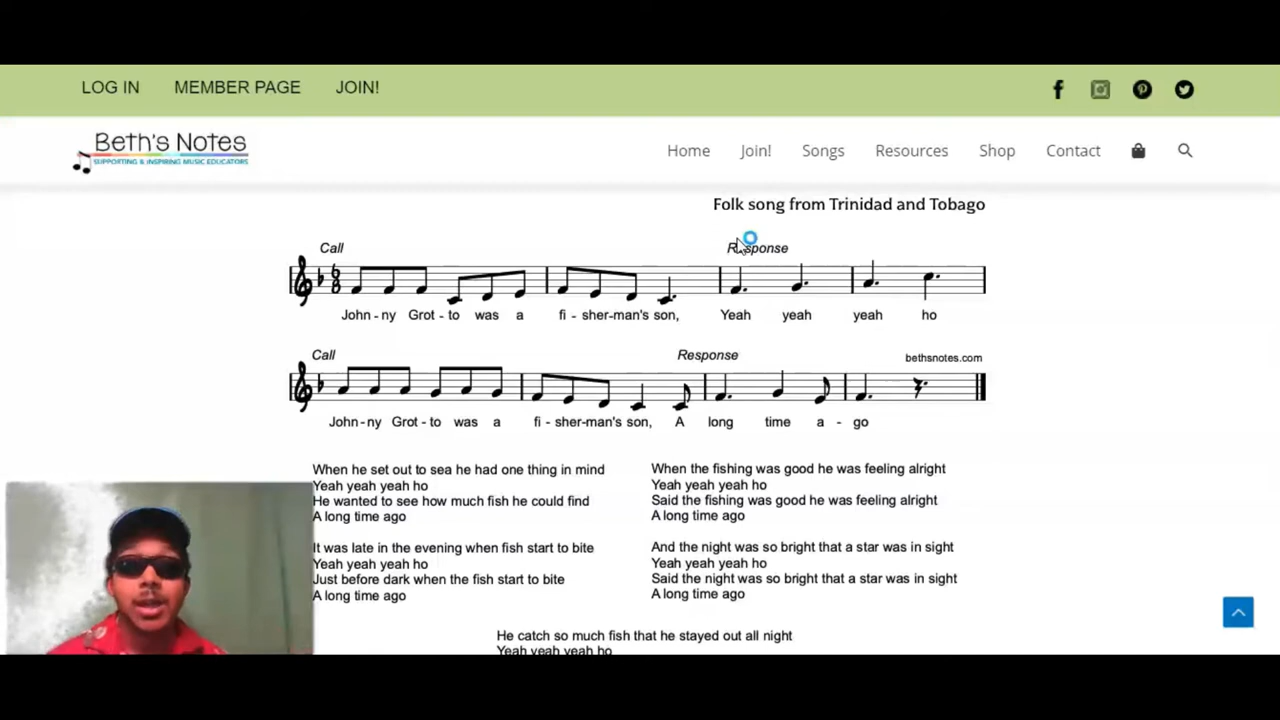 LOG IN MEMBER PAGE JOIN!
Beth's Notes
SUPPORTING & INSPIRING MUSIC EDUCATORS
Home Join! Songs Resources Shop Contact
Folk song from Trinidad and Tobago
Call Response
6
8
John - ny Grot - to was a fi - sher-man's son, Yeah yeah yeah ho
Call Response bethsnotes.com
John - ny Grot - to was a fi - sher-man's son, A long time a - go
When he set out to sea he had one thing in mind
Yeah yeah yeah ho
He wanted to see how much fish he could find
A long time ago
It was late in the evening when fish start to bite
Yeah yeah yeah ho
Just before dark when the fish start to bite
A long time ago
When the fishing was good he was feeling alright
Yeah yeah yeah ho
Said the fishing was good he was feeling alright
A long time ago
And the night was so bright that a star was in sight
Yeah yeah yeah ho
Said the night was so bright that a star was in sight
A long time ago
He catch so much fish that he stayed out all night
Yeah yeah yeah ho